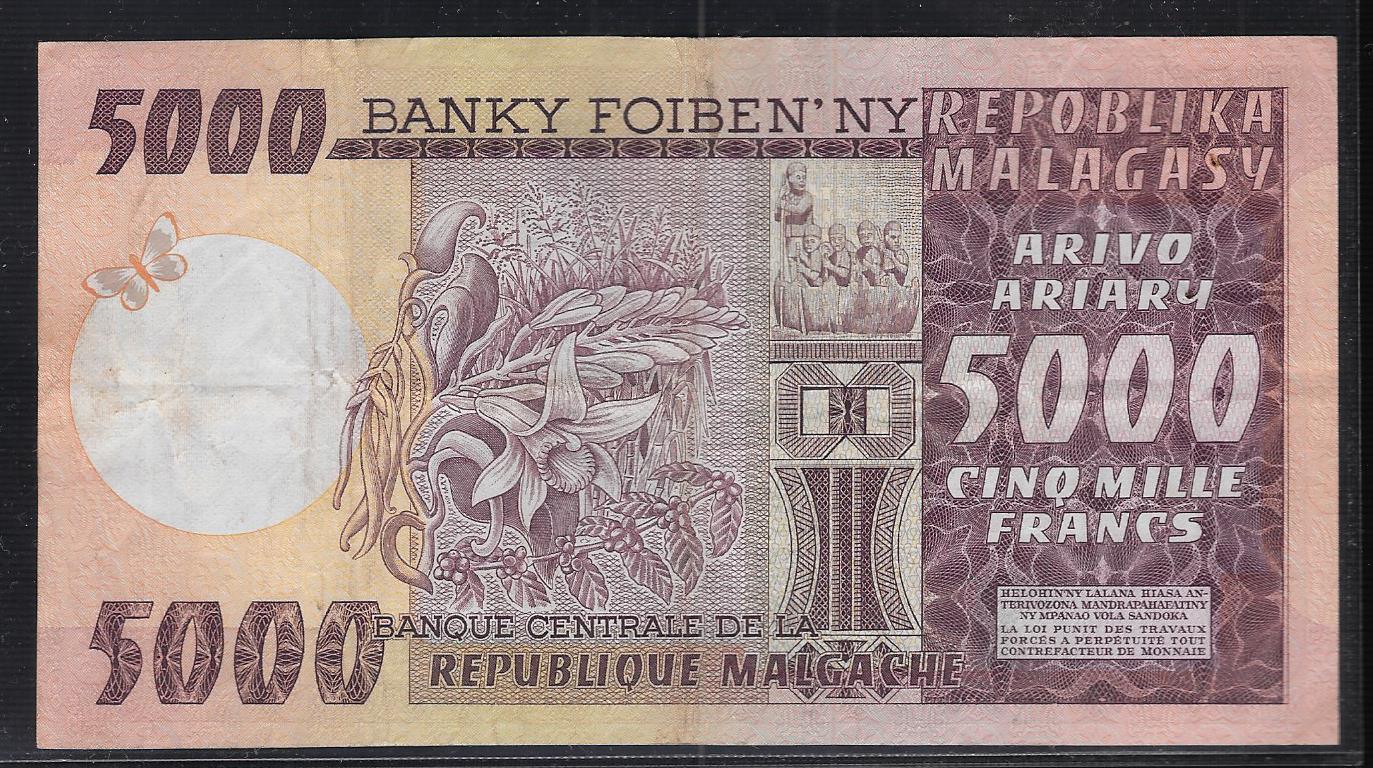 5000
BANKY FOIBEN'NY
REPOBLIKA
MALAGASY
ARIVO
ARIARY
5000
CINQ MILLE
FRANCS
HELOHIN'NY LALANA HIASA AN-
TERIVOZONA MANDRAPAHAFATINY
NY MPANAO VOLA SANDOKA
LA LOI PUNIT DES TRAVAUX
FORCÉS A PERPÉTUITÉ TOUT
CONTREFACTEUR DE MONNAIE
5000
BANQUE CENTRALE DE LA
REPUBLIQUE MALGACHE